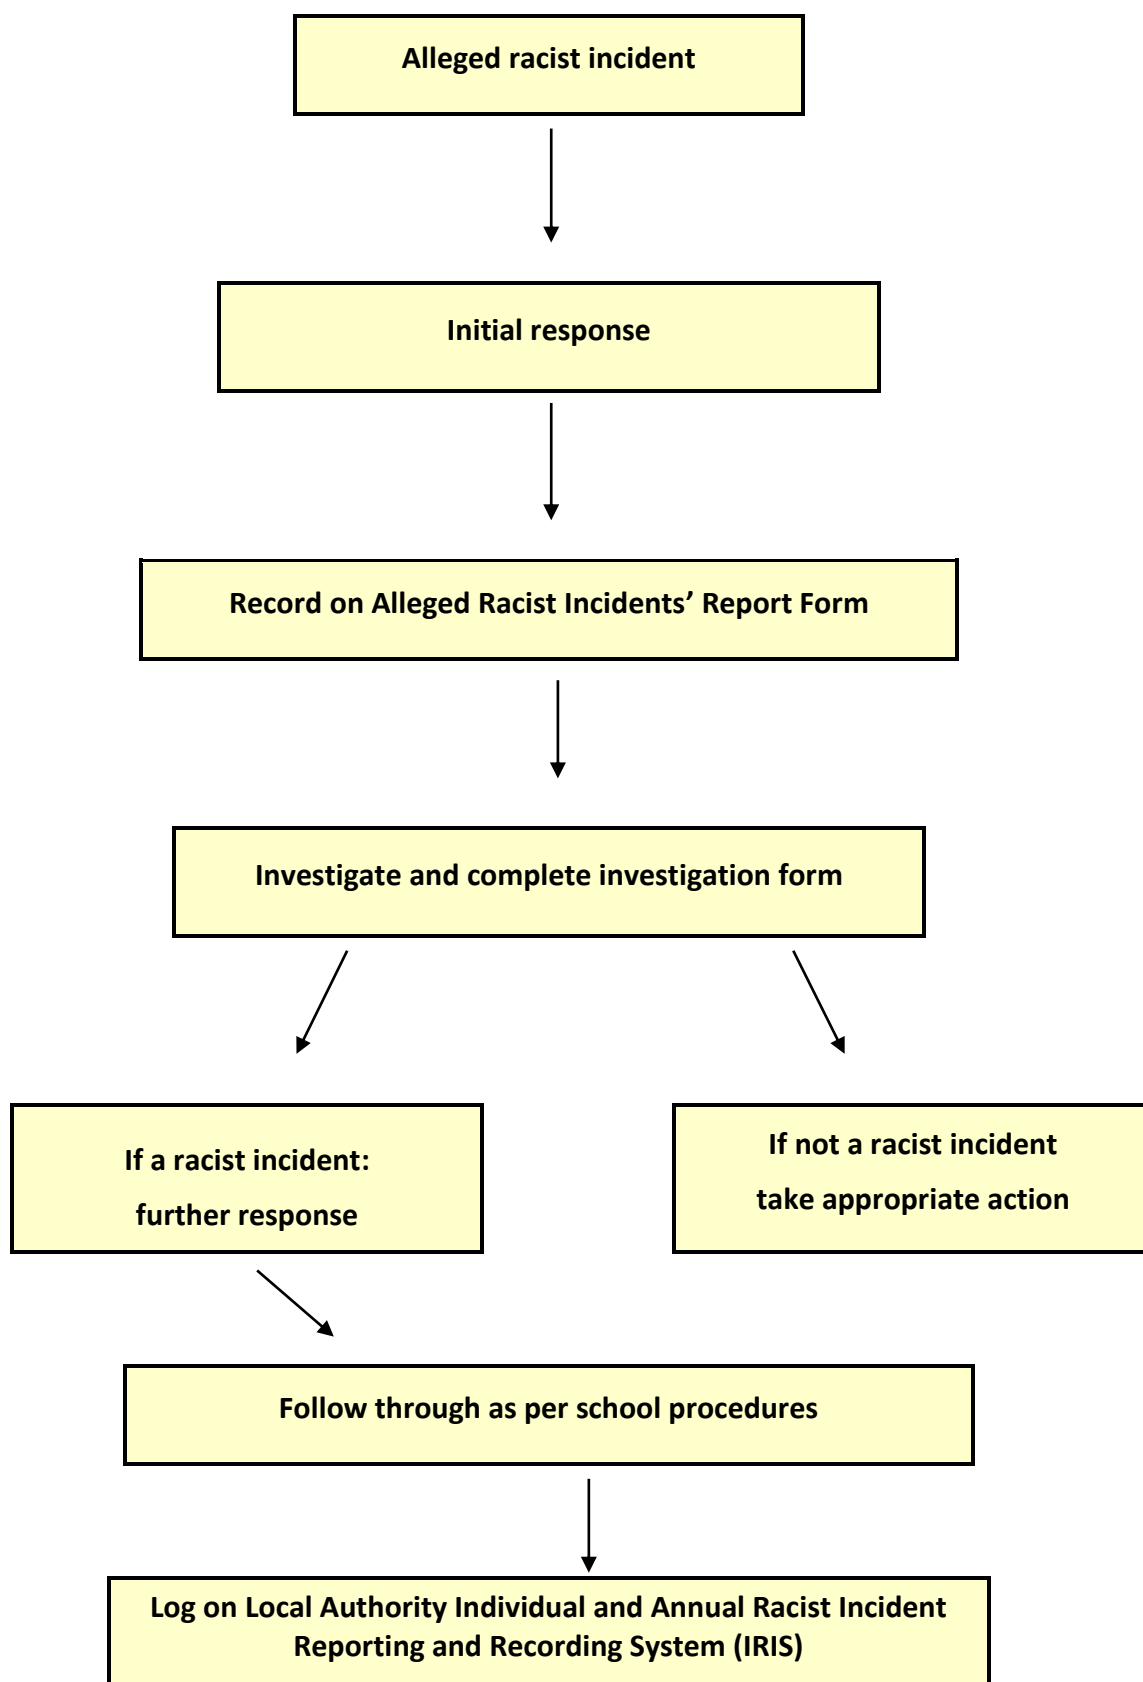 Alleged racist incident
Initial response
Record on Alleged Racist Incidents’ Report Form
Investigate and complete investigation form
If a racist incident:
further response
If not a racist incident
take appropriate action
Follow through as per school procedures
Log on Local Authority Individual and Annual Racist Incident
Reporting and Recording System (IRIS)